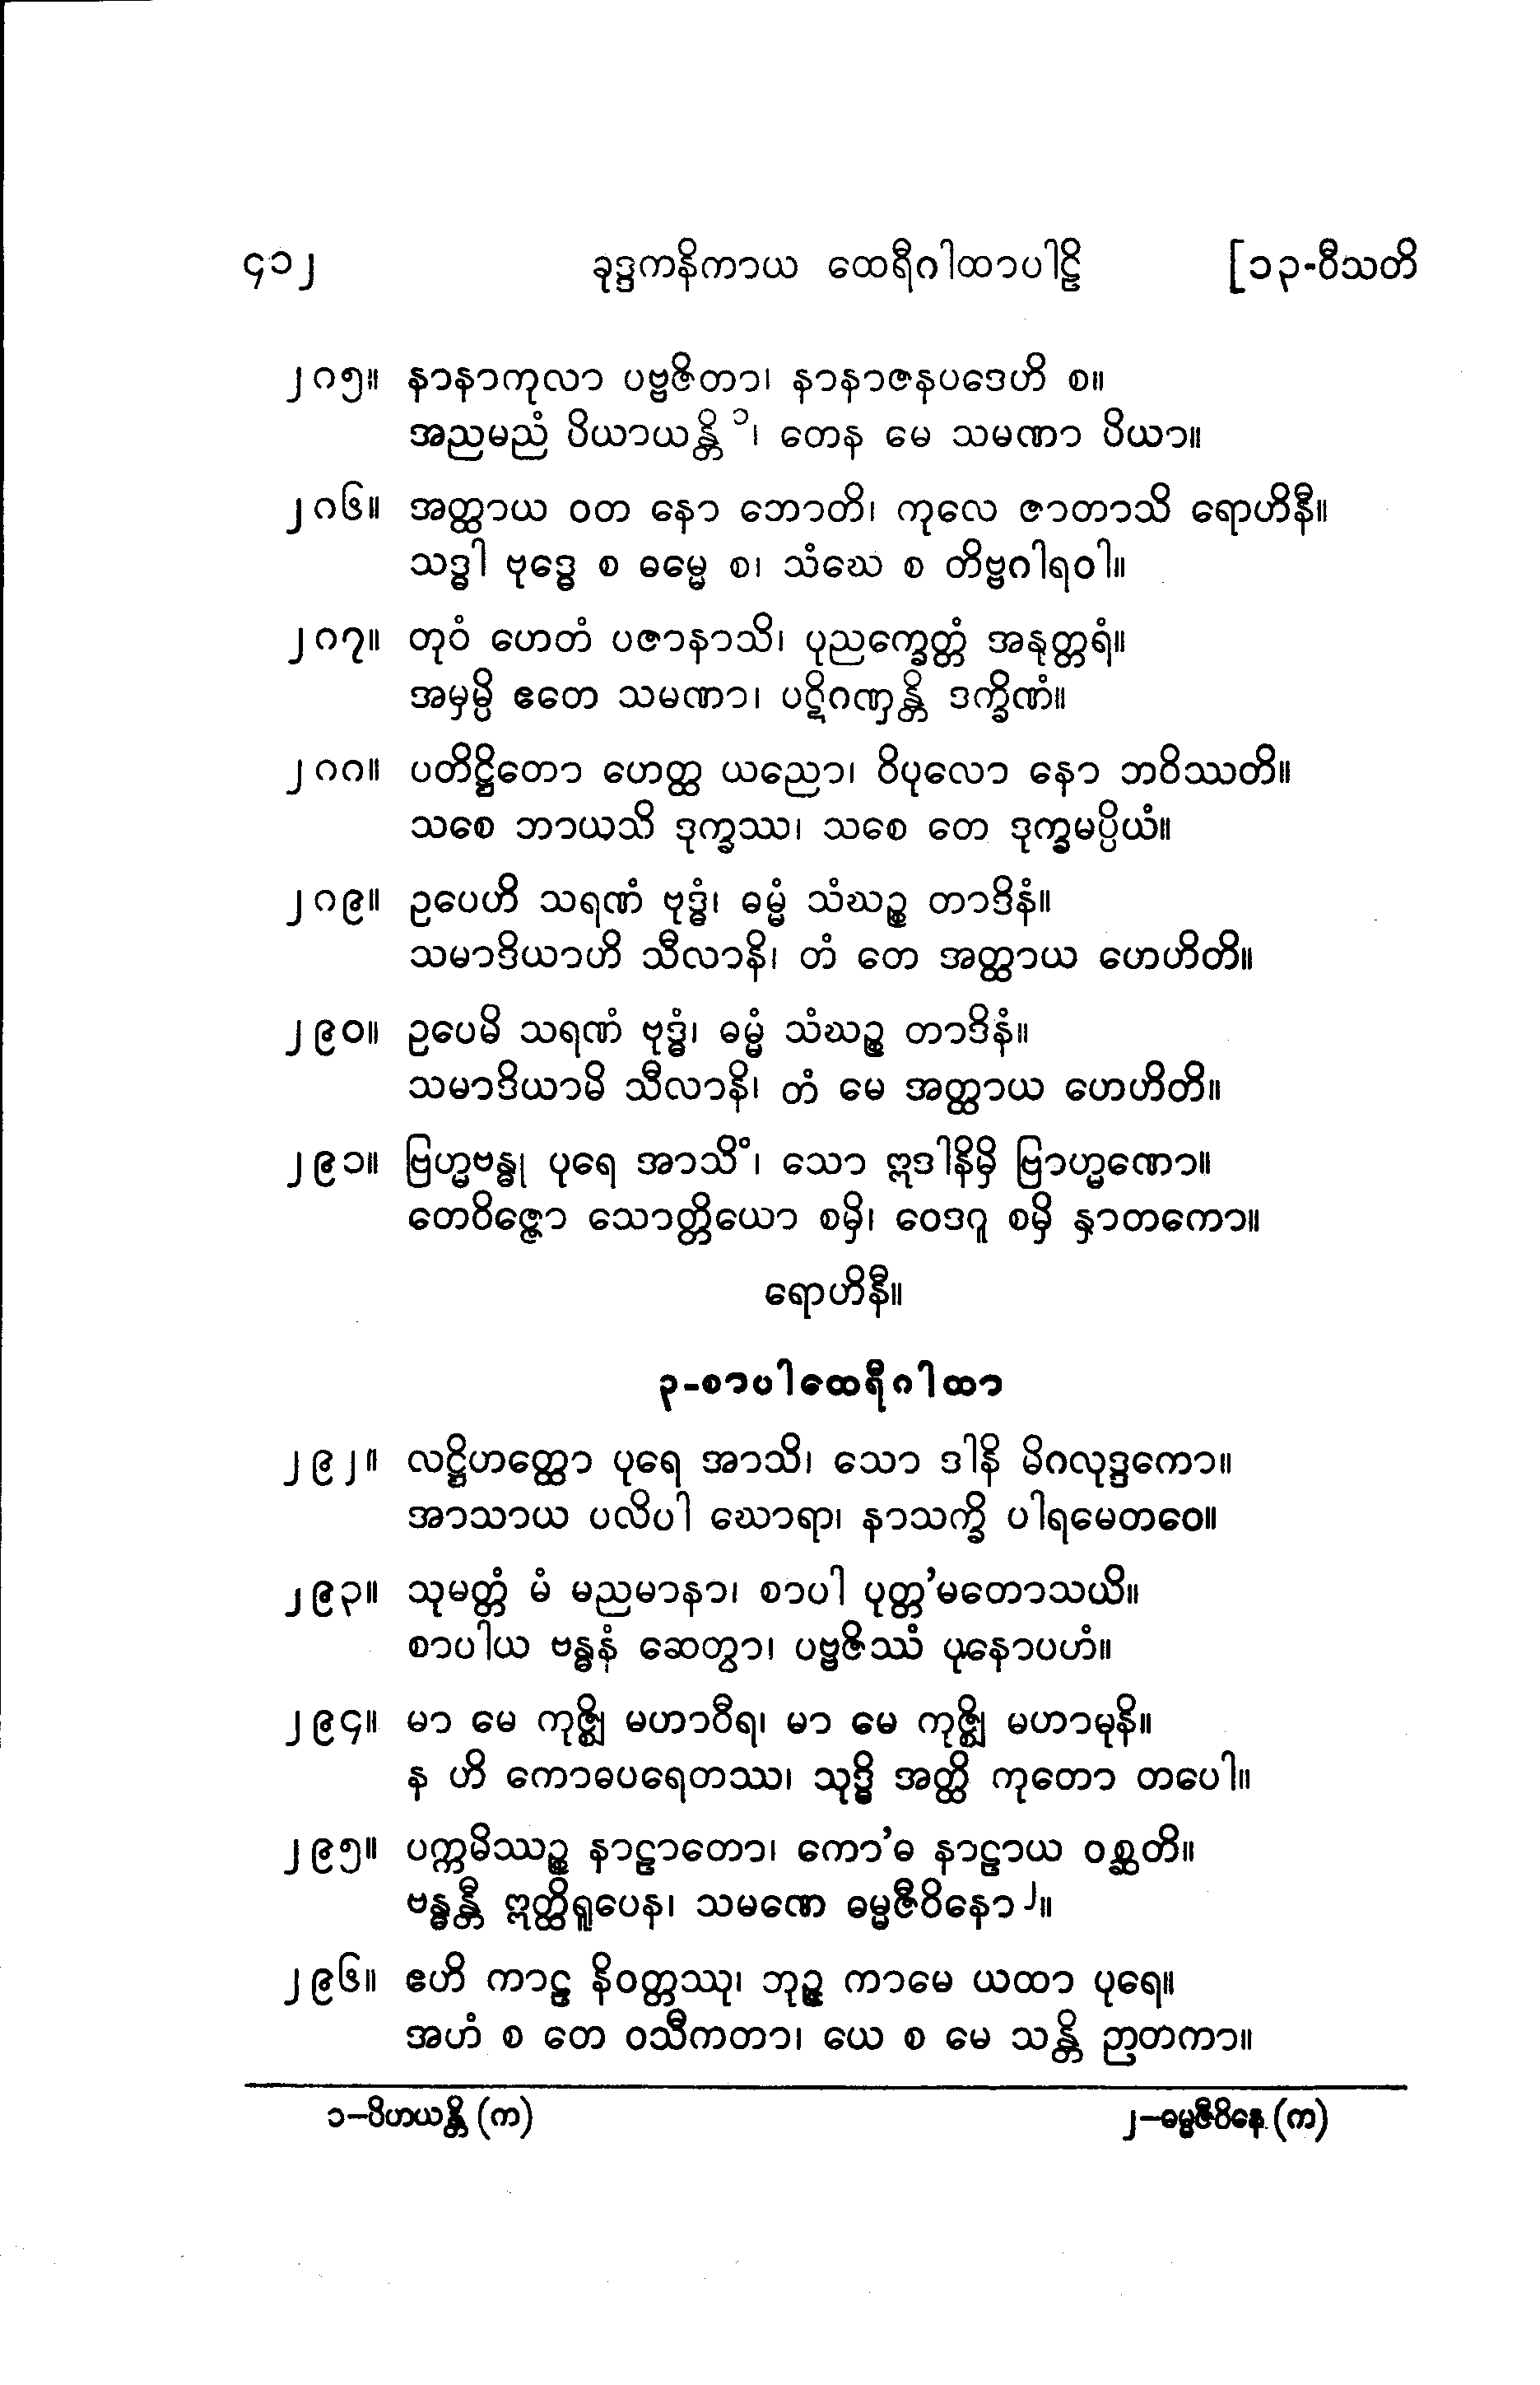 ၄၁၂ ခုဒ္ဒကနိကာယ ထေရီဂါထာပါဠိ [၁၃-ဝီသတိ
၂၈၅။ နာနာကုလာ ပဗ္ဗဇိတာ၊ နာနာဇနပဒေဟိ စ။
အညမညံ ပိယာယန္တိ ၁၊ တေန မေ သမဏာ ပိယာ။
၂၈၆။ အတ္ထာယ ဝတ နော ဘောတိ၊ ကုလေ ဇာတာသိ ရောဟိနီ။
သဒ္ဓါ ဗုဒ္ဓေ စ ဓမ္မေ စ၊ သံဃေ စ တိဗ္ဗဂါရဝါ။
၂၈၇။ တုဝံ ဟေတံ ပဇာနာသိ၊ ပုညက္ခေတ္တံ အနုတ္တရံ။
အမှမ္ပိ ဧတေ သမဏာ၊ ပဋိဂဏှန္တိ ဒက္ခိဏံ။
၂၈၈။ ပတိဋ္ဌိတော ဟေတ္ထ ယညော၊ ဝိပုလော နော ဘဝိဿတိ။
သစေ ဘာယသိ ဒုက္ခဿ၊ သစေ တေ ဒုက္ခမပ္ပိယံ။
၂၈၉။ ဥပေဟိ သရဏံ ဗုဒ္ဓံ၊ ဓမ္မံ သံဃဉ္စ တာဒိနံ။
သမာဒိယာဟိ သီလာနိ၊ တံ တေ အတ္ထာယ ဟေဟိတိ။
၂၉၀။ ဥပေမိ သရဏံ ဗုဒ္ဓံ၊ ဓမ္မံ သံဃဉ္စ တာဒိနံ။
သမာဒိယာမိ သီလာနိ၊ တံ မေ အတ္ထာယ ဟေဟိတိ။
၂၉၁။ ဗြဟ္မဗန္ဓု ပုရေ အာသိံ၊ သော ဣဒါနိမှိ ဗြာဟ္မဏော။
တေဝိဇ္ဇော သောတ္တိယော စမှိ၊ ဝေဒဂူ စမှိ နှာတကော။
ရောဟိနီ။
၃-စာပါထေရီဂါထာ
၂၉၂။ လဋ္ဌိဟတ္ထော ပုရေ အာသိ၊ သော ဒါနိ မိဂလုဒ္ဒကော။
အာသာယ ပလိပါ ဃောရာ၊ နာသက္ခိ ပါရမေတဝေ။
၂၉၃။ သုမတ္တံ မံ မညမာနာ၊ စာပါ ပုတ္တ’မတောသယိ။
စာပါယ ဗန္ဓနံ ဆေတွာ၊ ပဗ္ဗဇိဿံ ပုနောပဟံ။
၂၉၄။ မာ မေ ကုဇ္ဈိ မဟာဝီရ၊ မာ မေ ကုဇ္ဈိ မဟာမုနိ။
န ဟိ ကောဓပရေတဿ၊ သုဒ္ဓိ အတ္ထိ ကုတော တပေါ။
၂၉၅။ ပက္ကမိဿဉ္စ နာဠာတော၊ ကော’ဓ နာဠာယ ဝစ္ဆတိ။
ဗန္ဓန္တီ ဣတ္ထိရူပေန၊ သမဏေ ဓမ္မဇီဝိနော ၂။
၂၉၆။ ဧဟိ ကာဠ နိဝတ္တဿု၊ ဘုဉ္ဇ ကာမေ ယထာ ပုရေ။
အဟံ စ တေ ဝသီကတာ၊ ယေ စ မေ သန္တိ ဉာတကာ။
၁–ပိဟယန္တိ (က) ၂–ဓမ္မဇီဝိနေ (က)